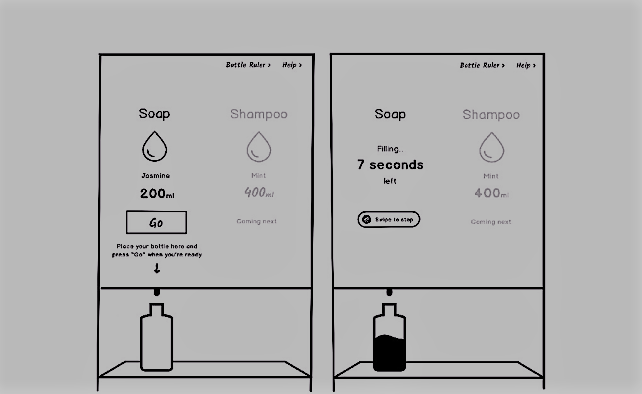 Bottle Ruler > Help >
Soap
Jasmine
200ml
Go
Place your bottle here and
press "Go" when you're ready
Shampoo
Mint
400ml
Coming next
Bottle Ruler > Help >
Soap
Filling..
7 seconds
left
Swipe to stop
Shampoo
Mint
400ml
Coming next